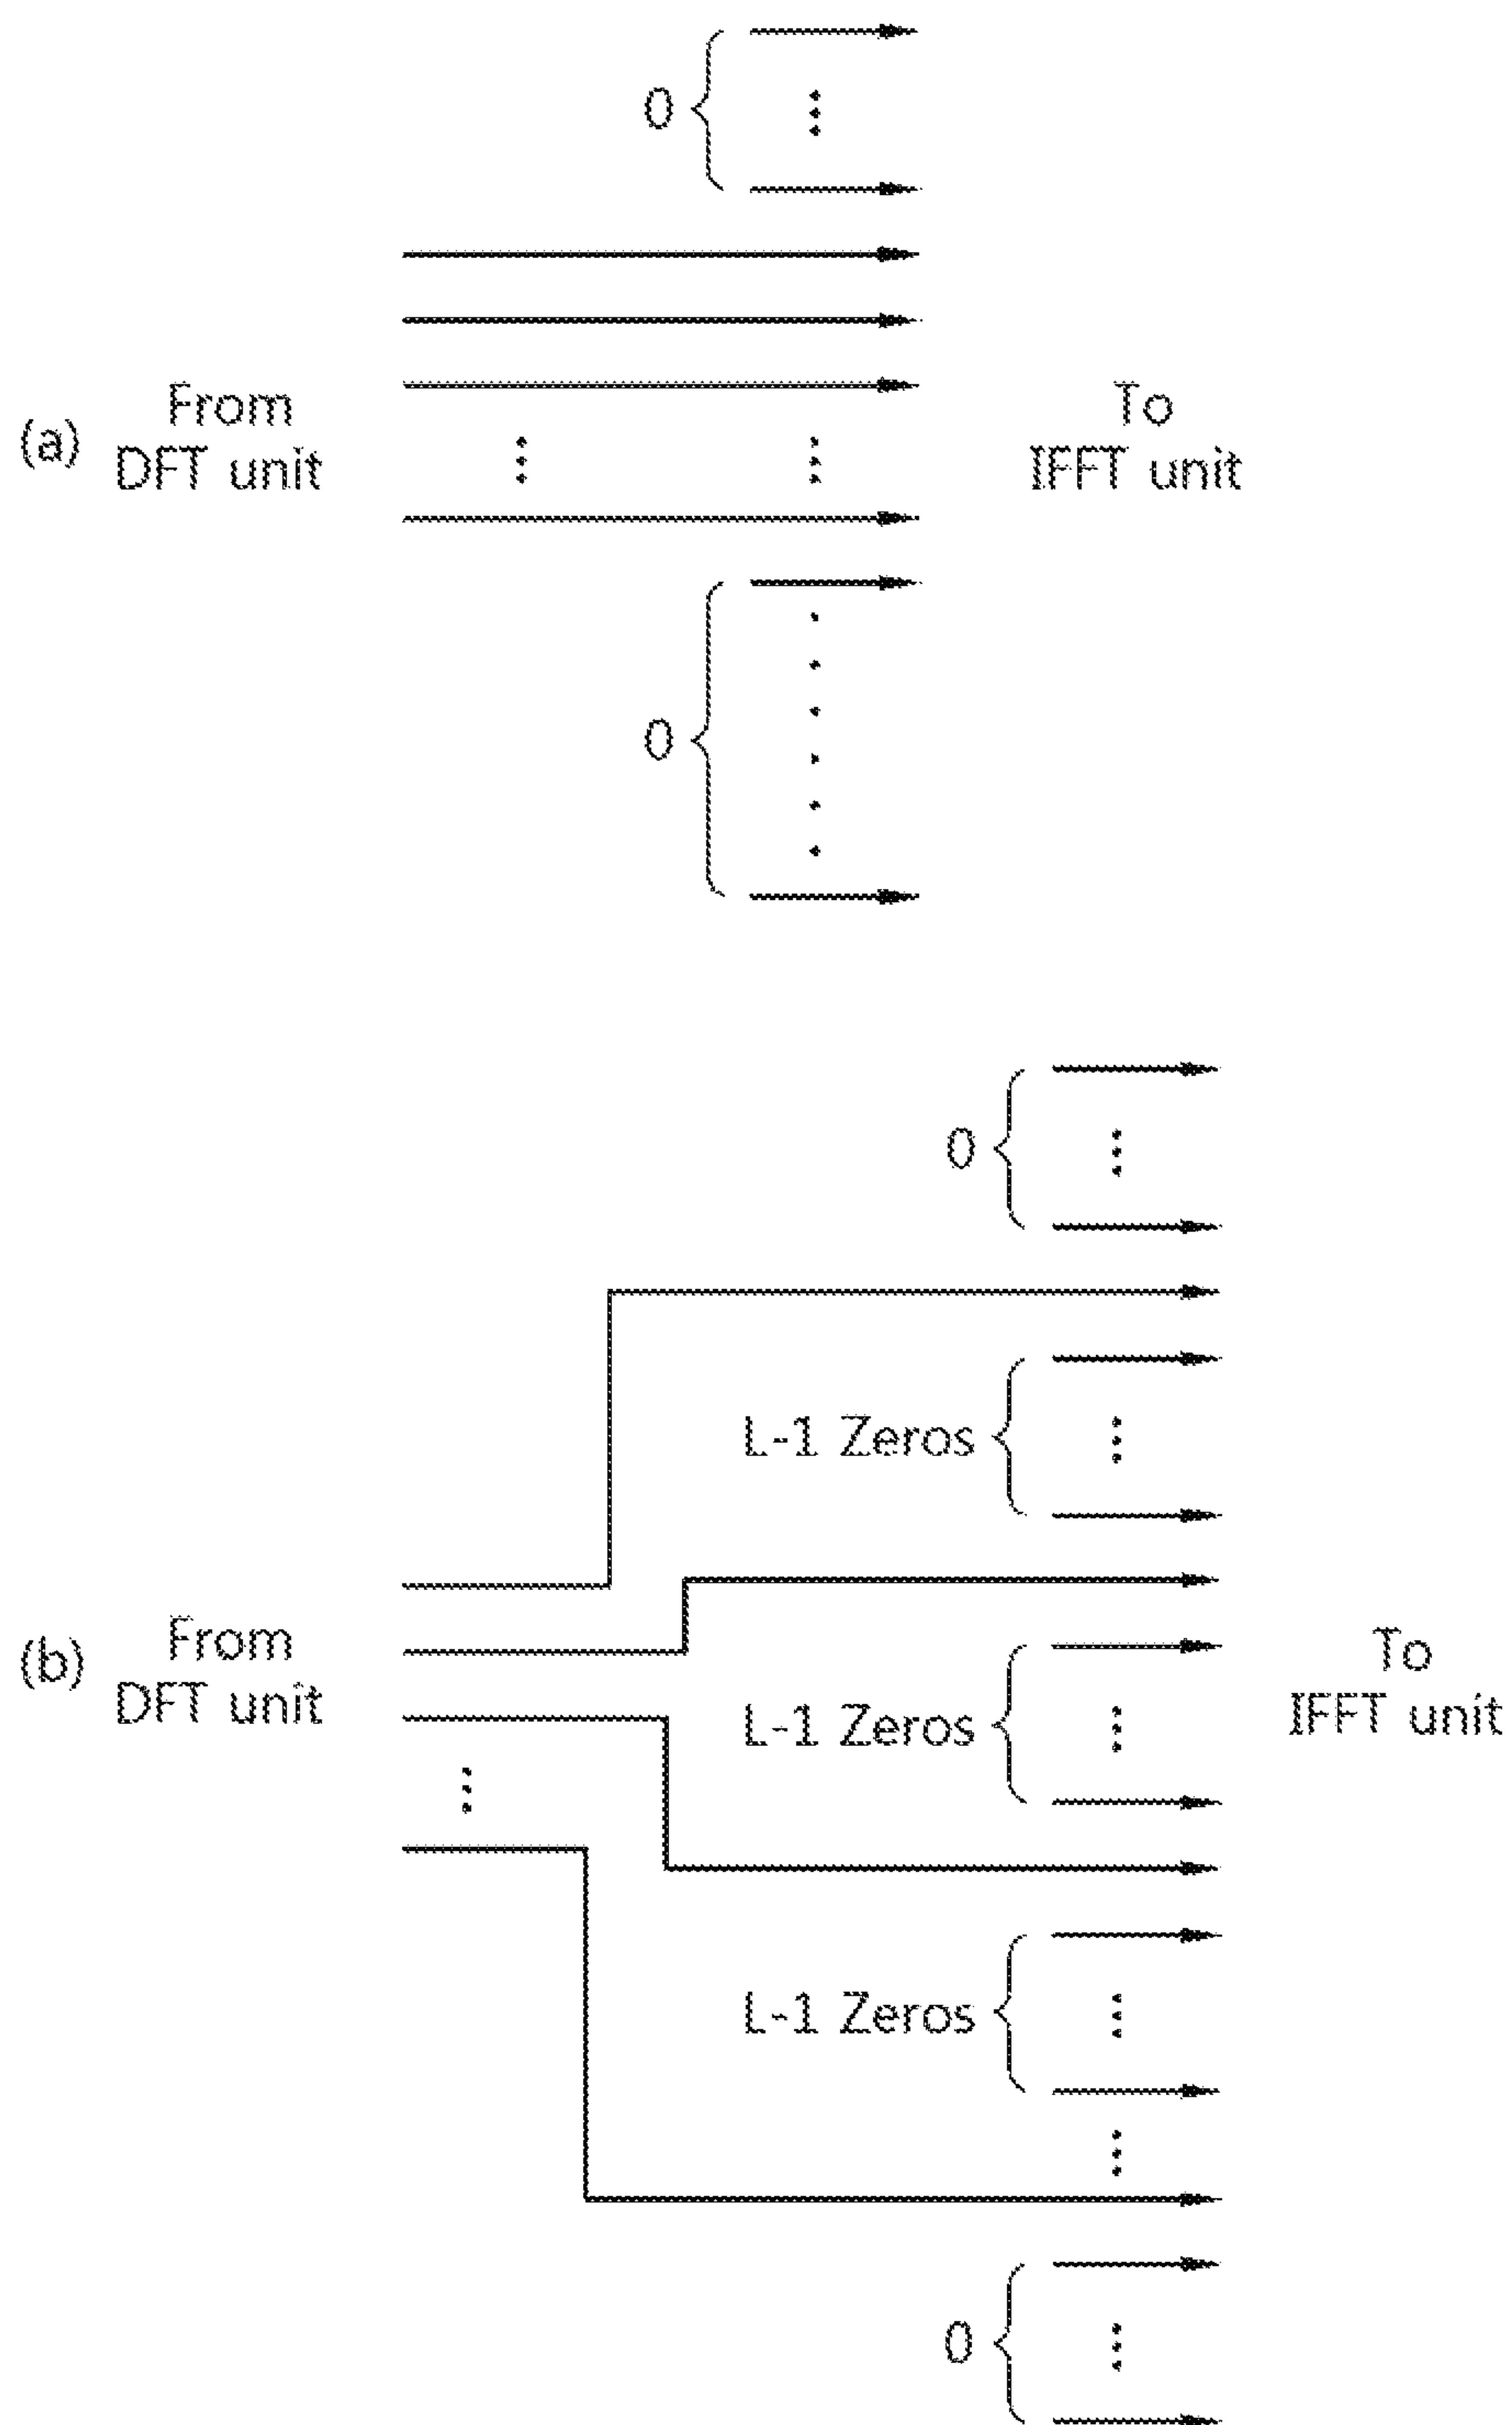 0
(a)
From
DFT unit
To
IFFT unit
0
0
L-1 Zeros
(b)
From
DFT unit
L-1 Zeros
To
IFFT unit
L-1 Zeros
0